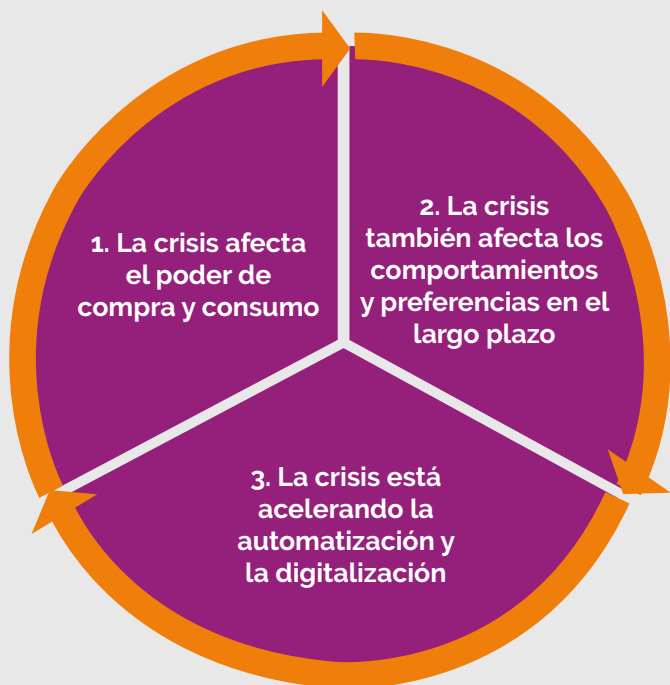 1. La crisis afecta
el poder de
compra y consumo
2. La crisis
también afecta los
comportamientos
y preferencias en el
largo plazo
3. La crisis está
acelerando la
automatización y
la digitalización